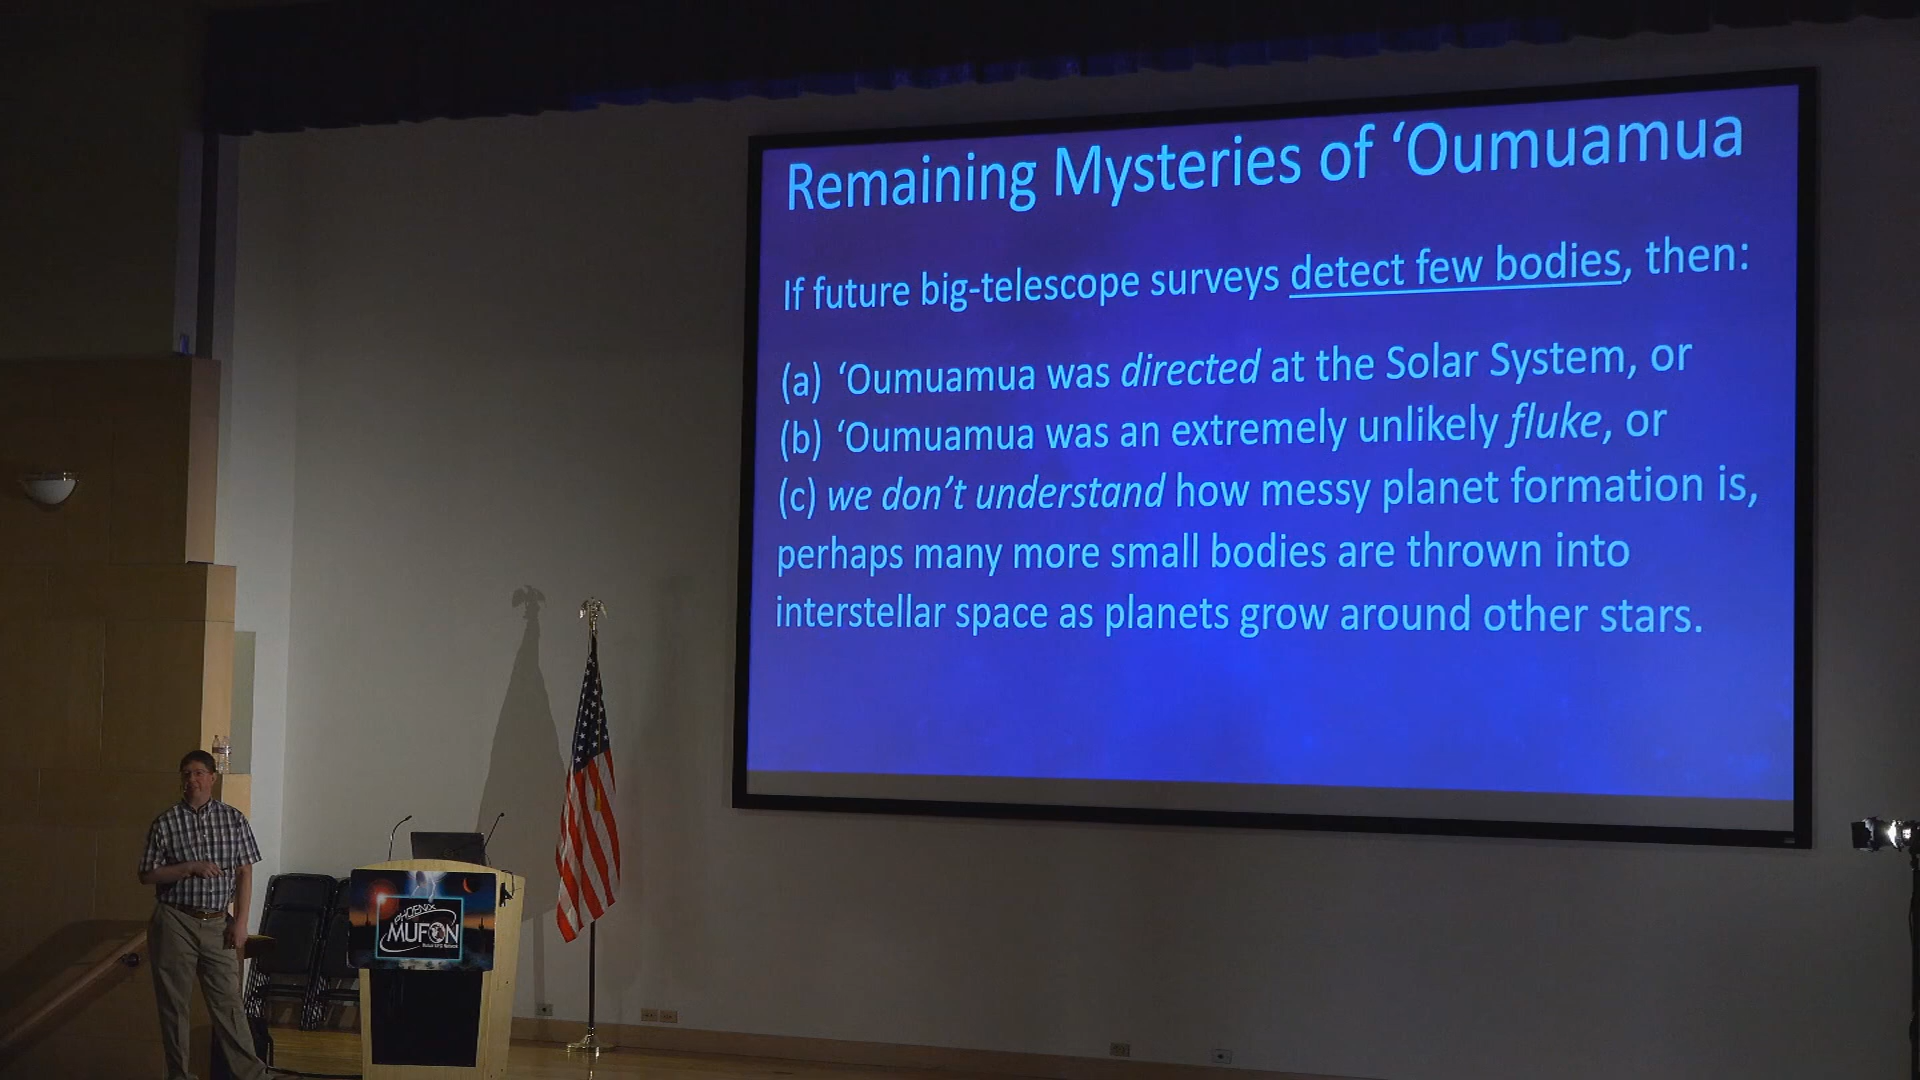 Remaining Mysteries of ‘Oumuamua
If future big-telescope surveys detect few bodies, then:
(a) ‘Oumuamua was directed at the Solar System, or
(b) ‘Oumuamua was an extremely unlikely fluke, or
(c) we don’t understand how messy planet formation is,
perhaps many more small bodies are thrown into
interstellar space as planets grow around other stars.
PHOENIX
MUFON